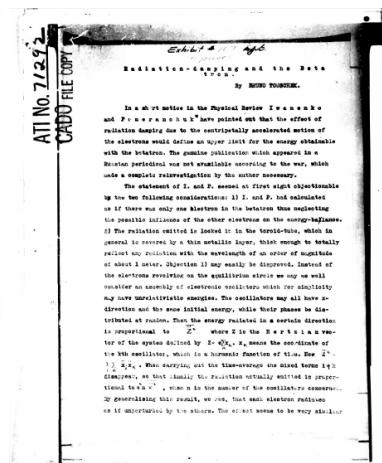 ATI No. 71292
CADO FILE COPY
Exhibit 4
Radiation-damping and the Beta
tron.
By BRUNO TOUSCHEK.
In a short notice in the Physical Review Iwanenko
and Pomeranchuk have pointed out that the effect of
radiation damping due to the centripetally accelerated motion of
the electrons would define an upper limit for the energy obtainable
with the betatron. The genuine publication which appeared in a
Russian periodical was not available according to the war, which
made a complete reinvestigation by the author necessary.
The statement of I. and P. seemed at first sight objectionable
by the two following considerations: 1) I. and P. had calculated
as if there was only one electron in the betatron thus neglecting
the possible influence of the other electrons on the energy-ballance.
2) The radiation emitted is locked it in the toroid-tube, which in
general is covered by a thin metallic layer, thick enough to totally
reflect any radiation with the wavelength of an order of magnitude
of about 1 meter. Objection 1) may easily be disproved. Instead of
the electrons revolving on the equilibrium circle we may as well
consider an assembly of electronic oscillators which for simplicity
may have unrelativistic energies. The oscillators may all have x-
direction and the same initial energy, while their phases be dis-
tributed at random. Then the energy radiated in a certain direction
is proportional to where Z is the Hertzian vec-
tor of the system defined by means the coordinate of
the kth oscillator, which is a harmonic function of time. Now
When carrying out the time-average the mixed terms
disappear, so that finally the radiation actually emitted is propor-
tional to when n is the number of the oscillators concerned.
By generalising this result, we see, that each electron radiates
as if unperturbed by the others. The effect seems to be very similar